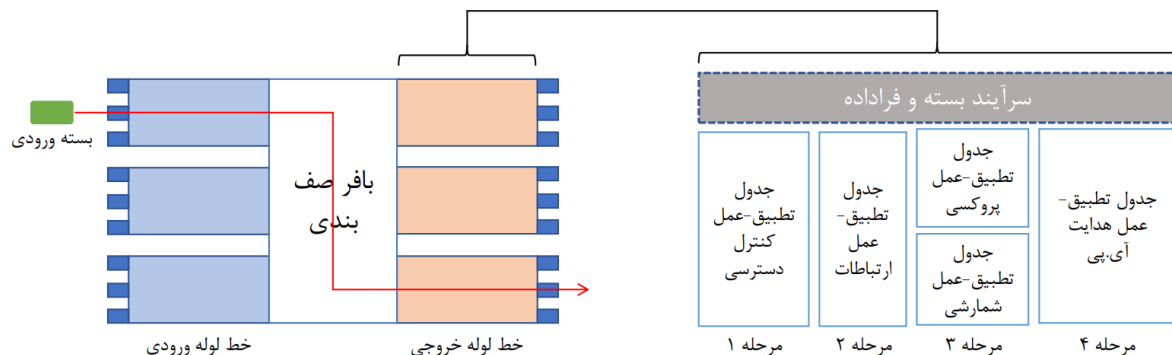 بسته ورودی
بافر صف
بندی
خط لوله ورودی
خط لوله خروجی
سرآیند بسته و فراداده
جدول
تطبیق-عمل
کنترل
دسترسی
جدول
تطبیق-
عمل
ارتباطات
جدول
تطبیق-عمل
پروکسی
جدول
تطبیق-عمل
شمارشی
جدول تطبیق-
عمل هدایت
آی.پی
مرحله ۱
مرحله ۲
مرحله ۳
مرحله ۴